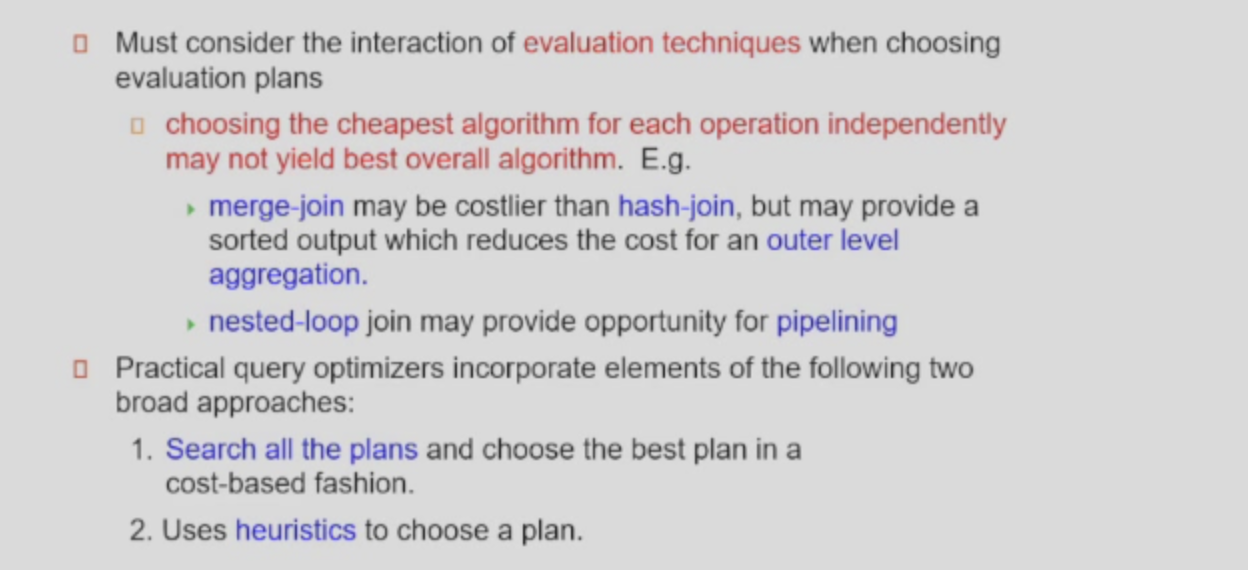 Must consider the interaction of evaluation techniques when choosing
evaluation plans
choosing the cheapest algorithm for each operation independently
may not yield best overall algorithm. E.g.
merge-join may be costlier than hash-join, but may provide a
sorted output which reduces the cost for an outer level
aggregation.
nested-loop join may provide opportunity for pipelining
Practical query optimizers incorporate elements of the following two
broad approaches:
1. Search all the plans and choose the best plan in a
cost-based fashion.
2. Uses heuristics to choose a plan.